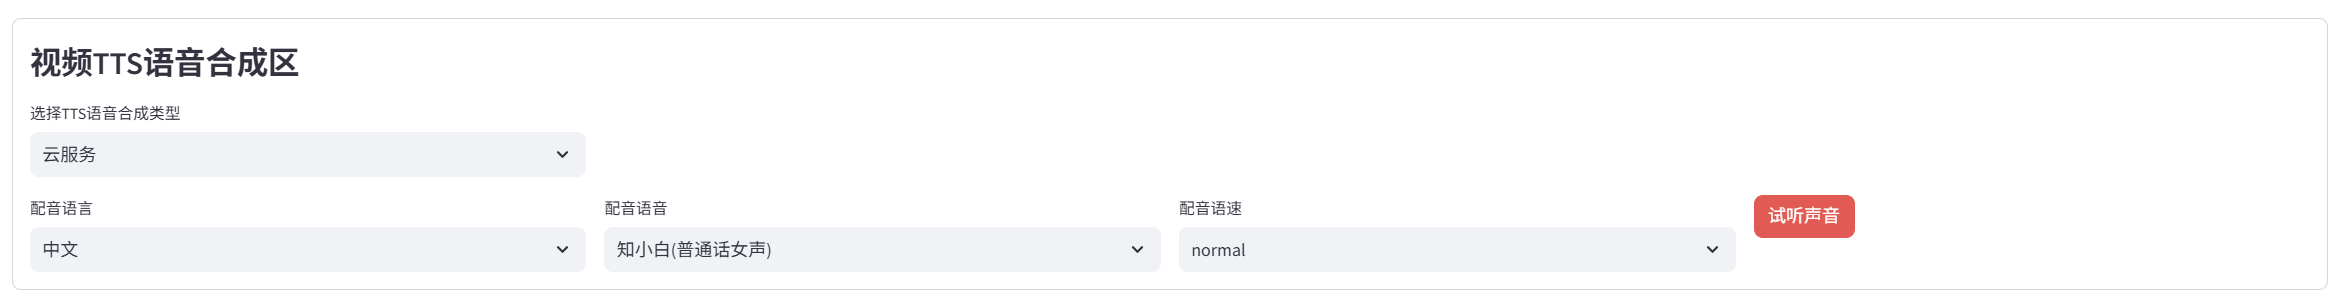 视频TTS语音合成区
选择TTS语音合成类型
云服务
配音语言
配音语音
配音语速
试听声音
中文
知小白(普通话女声)
normal